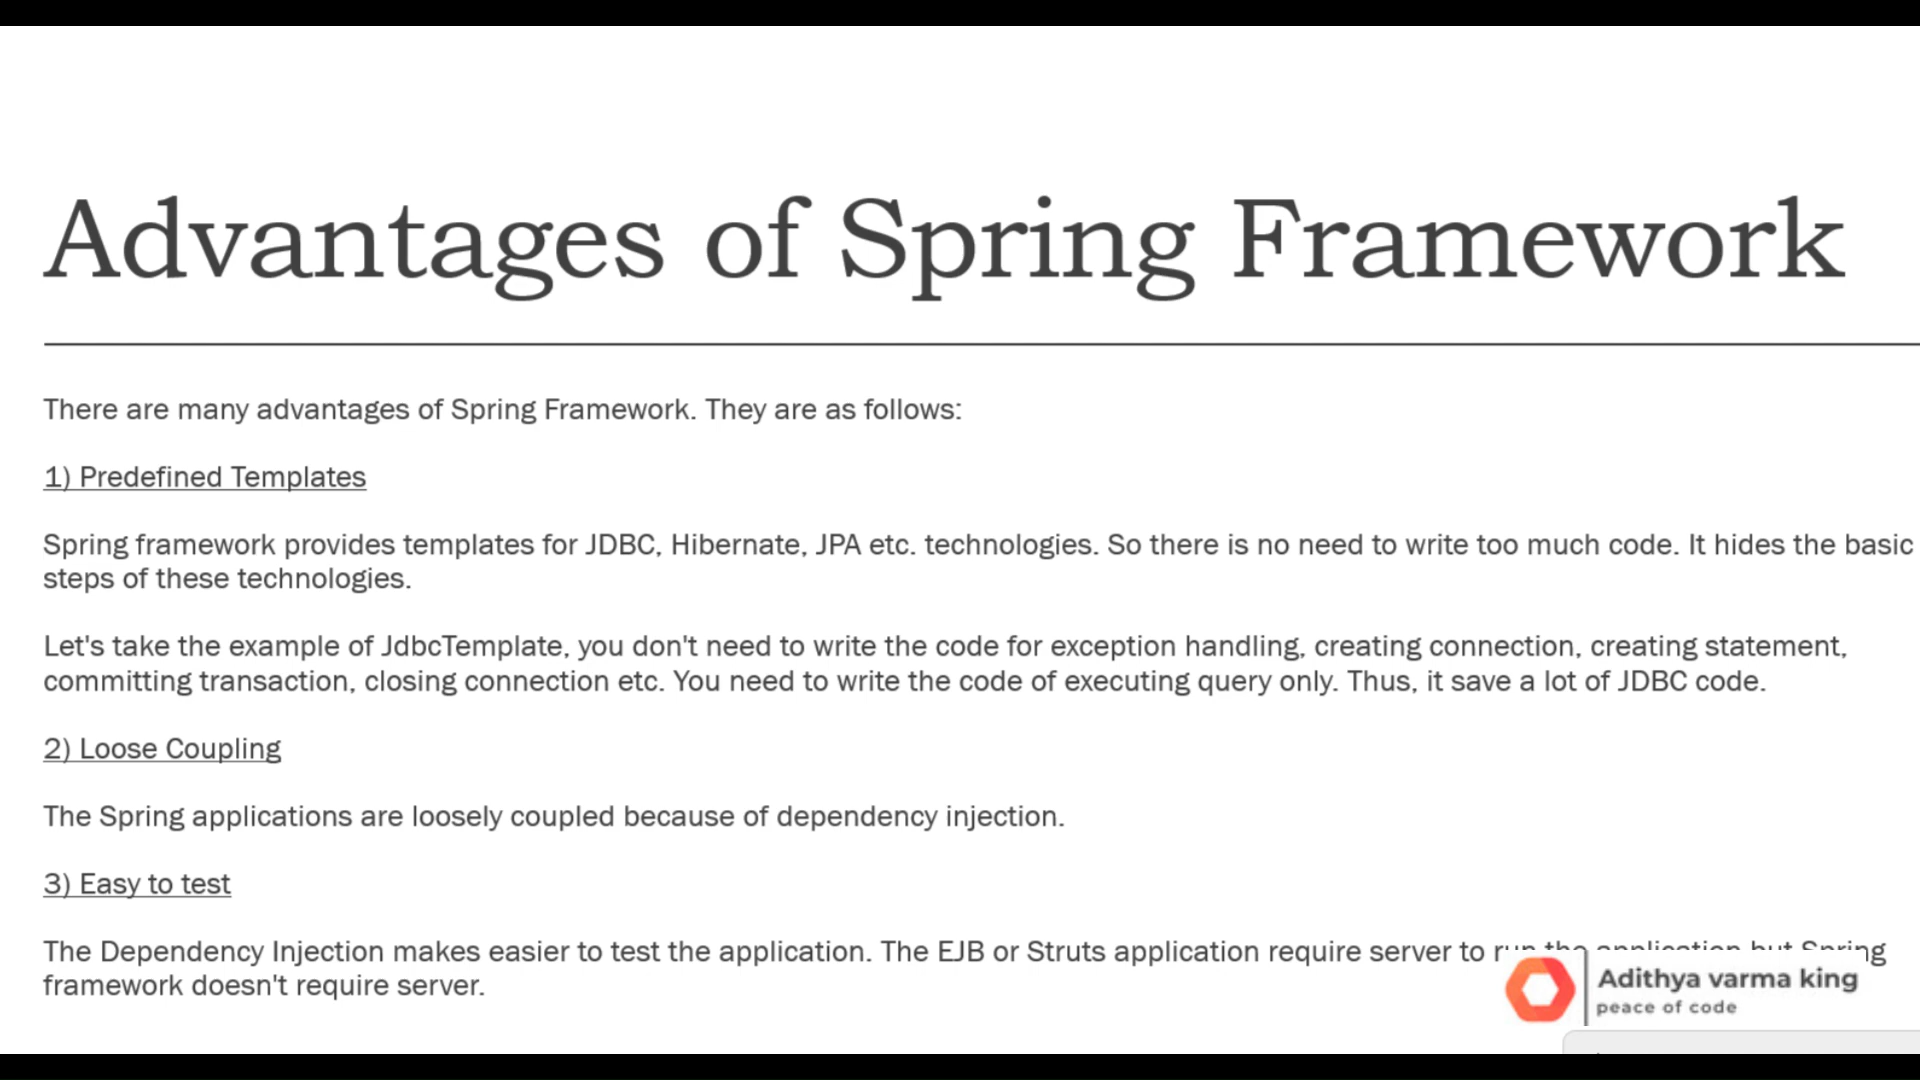 Advantages of Spring Framework
There are many advantages of Spring Framework. They are as follows:
1) Predefined Templates
Spring framework provides templates for JDBC, Hibernate, JPA etc. technologies. So there is no need to write too much code. It hides the basic
steps of these technologies.
Let's take the example of JdbcTemplate, you don't need to write the code for exception handling, creating connection, creating statement,
committing transaction, closing connection etc. You need to write the code of executing query only. Thus, it save a lot of JDBC code.
2) Loose Coupling
The Spring applications are loosely coupled because of dependency injection.
3) Easy to test
The Dependency Injection makes easier to test the application. The EJB or Struts application require server to run the application but Spring
framework doesn't require server.
Adithya varma king
peace of code